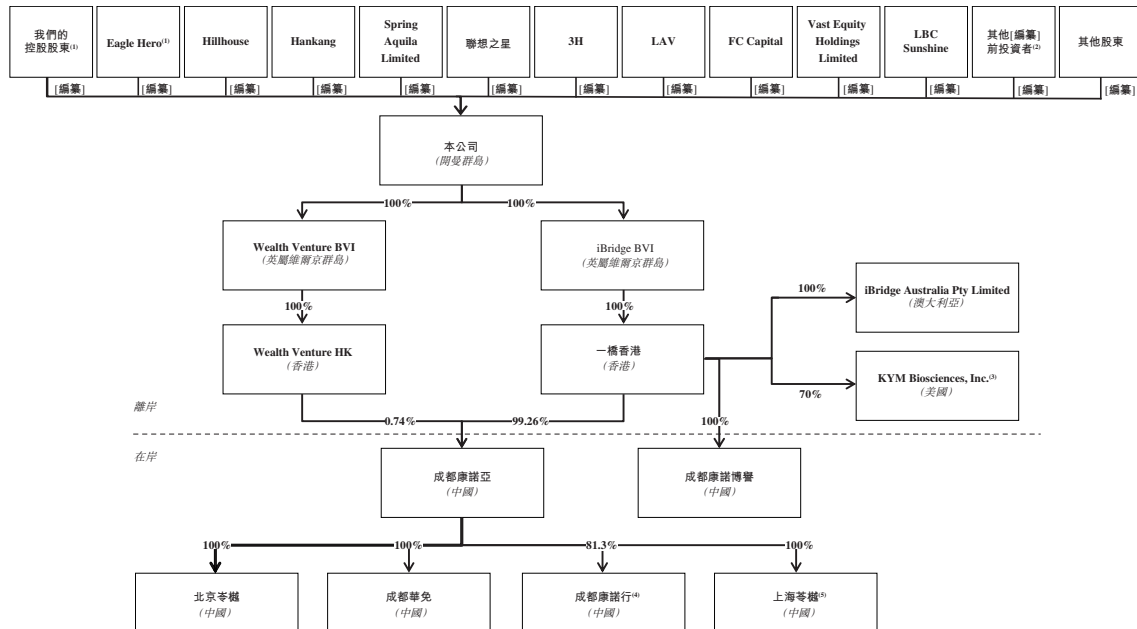 我們的
控股股東(1)
Eagle Hero(1)
Hillhouse
Hankang
Spring
Aquila
Limited
聯想之星
3H
LAV
FC Capital
Vast Equity
Holdings
Limited
LBC
Sunshine
其他[編纂]
前投資者(2)
其他股東
[編纂]
[編纂]
[編纂]
[編纂]
[編纂]
[編纂]
[編纂]
[編纂]
[編纂]
[編纂]
[編纂]
[編纂]
[編纂]
本公司
(開曼群島)
100%
100%
Wealth Venture BVI
(英屬維爾京群島)
iBridge BVI
(英屬維爾京群島)
100%
100%
100%
iBridge Australia Pty Limited
(澳大利亞)
Wealth Venture HK
(香港)
一橋香港
(香港)
70%
KYM Biosciences, Inc.(3)
(美國)
離岸
0.74%
99.26%
100%
在岸
成都康諾亞
(中國)
成都康諾博譽
(中國)
100%
100%
81.3%
100%
北京苓樾
(中國)
成都華免
(中國)
成都康諾行(4)
(中國)
上海苓樾(5)
(中國)